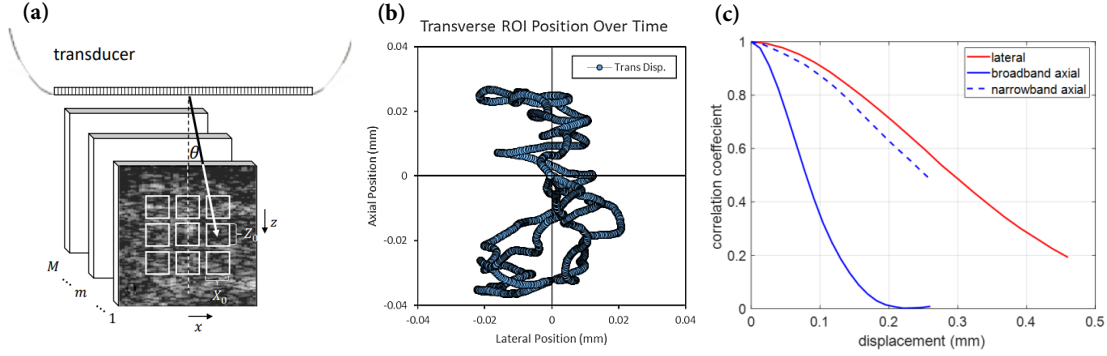 (a)
transducer
θ
Z₀
z
X₀
M
m
1
x
(b)
Transverse ROI Position Over Time
Trans Disp.
Axial Position (mm)
0.04
0.02
0
-0.02
-0.04
-0.04 -0.02 0 0.02 0.04
Lateral Position (mm)
(c)
lateral
broadband axial
narrowband axial
correlation coeffecient
1
0.8
0.6
0.4
0.2
0
0 0.1 0.2 0.3 0.4 0.5
displacement (mm)